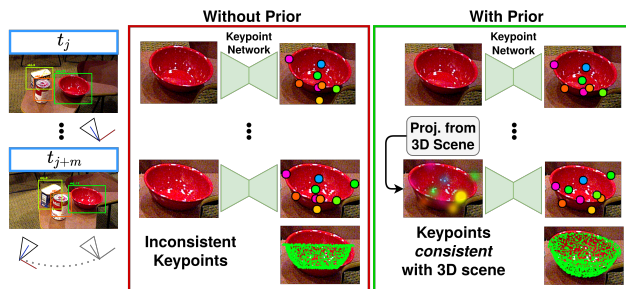 Without Prior
With Prior
t_j
Keypoint
Network
Keypoint
Network
Proj. from
3D Scene
t_{j+m}
Inconsistent
Keypoints
Keypoints
consistent
with 3D scene